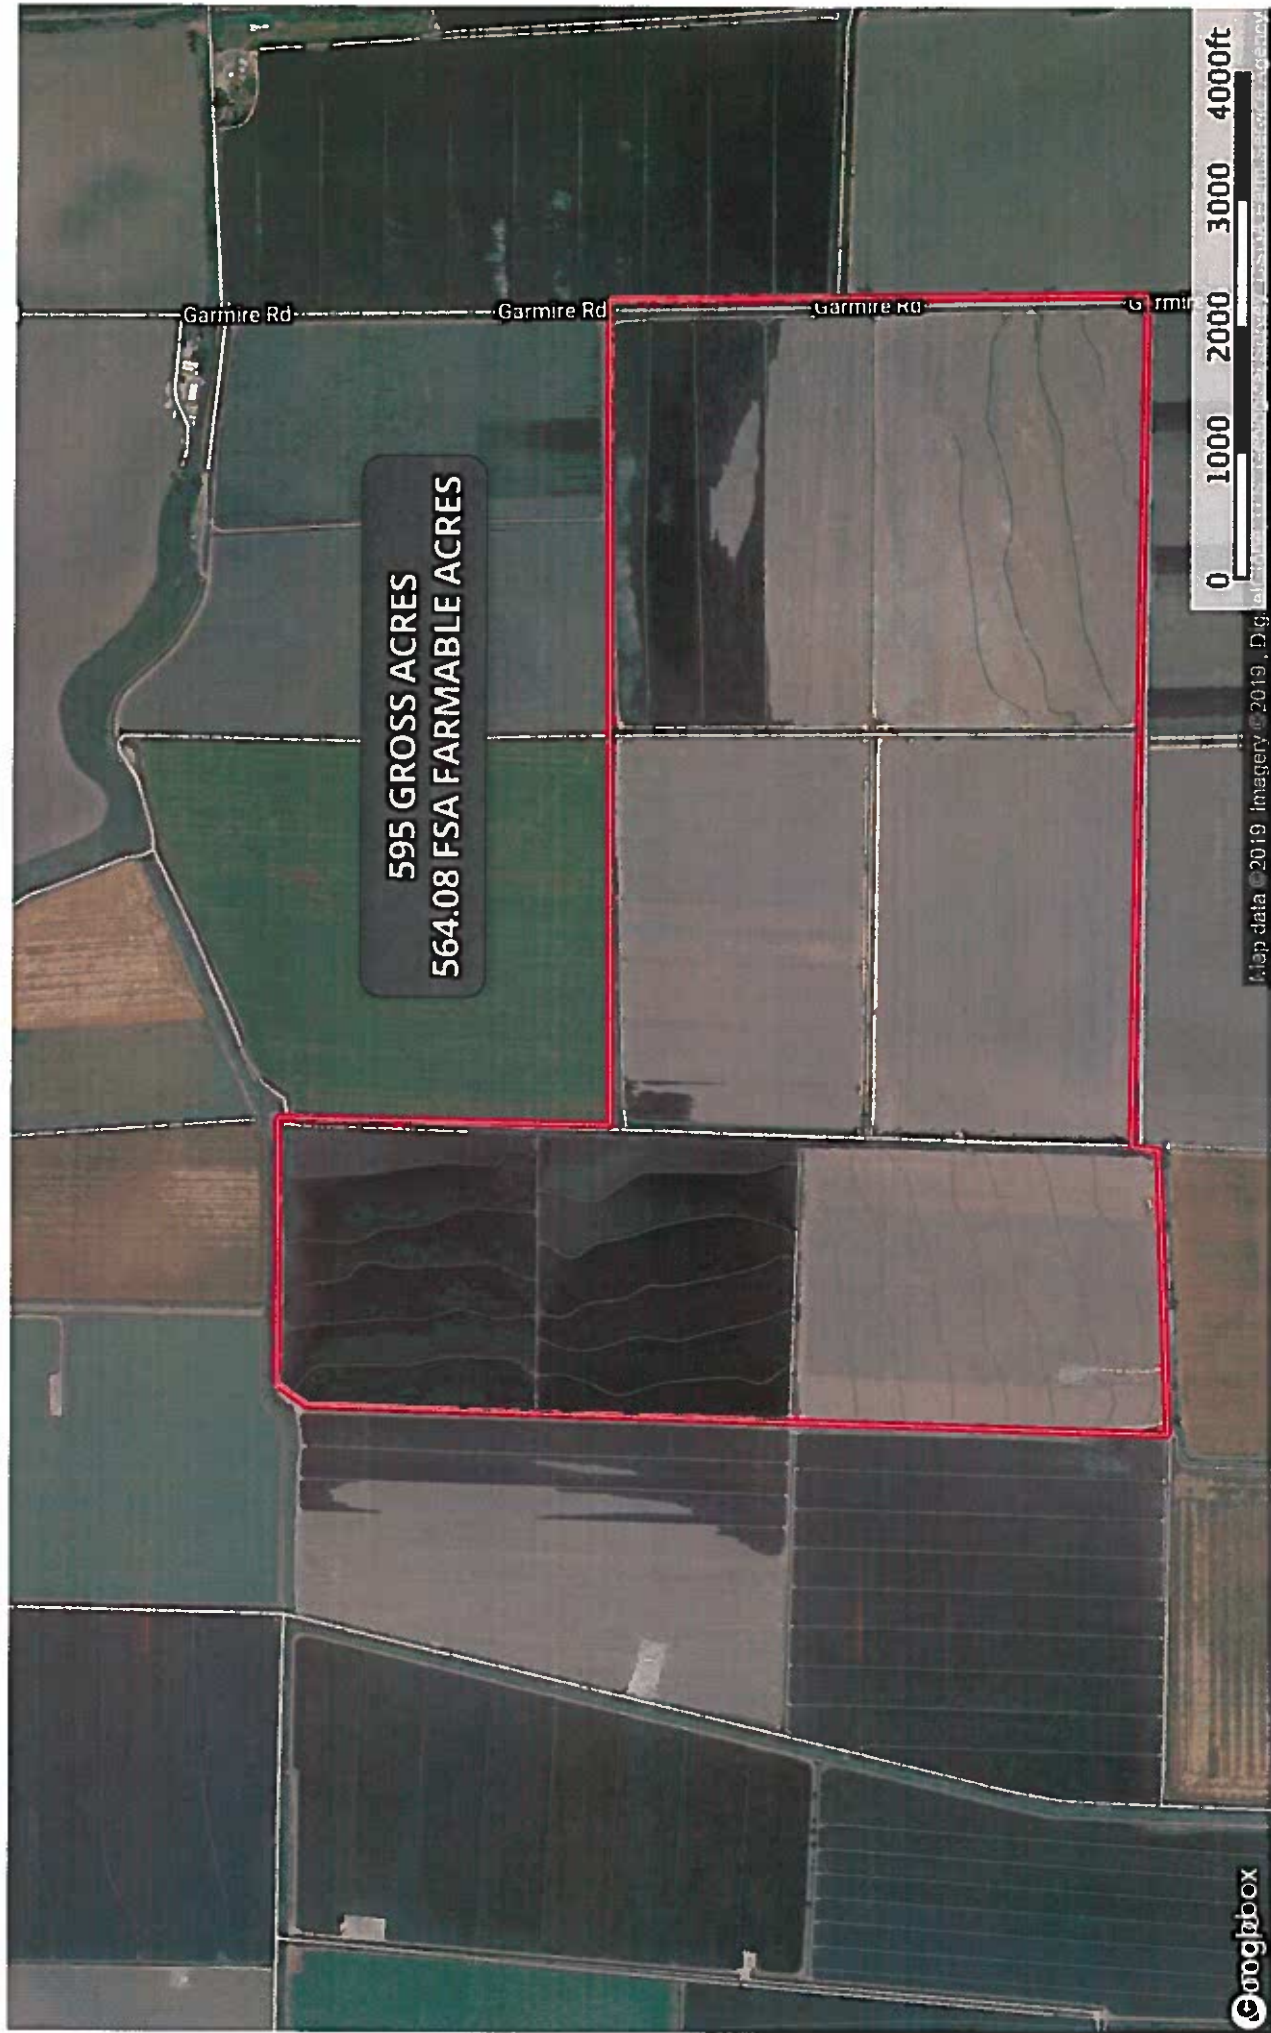 Garmire Rd
Garmire Rd
Garmire Rd
595 GROSS ACRES
564.08 FSA FARMABLE ACRES
0 1000 2000 3000 4000ft
Map data ©2019 Imagery ©2019 ,